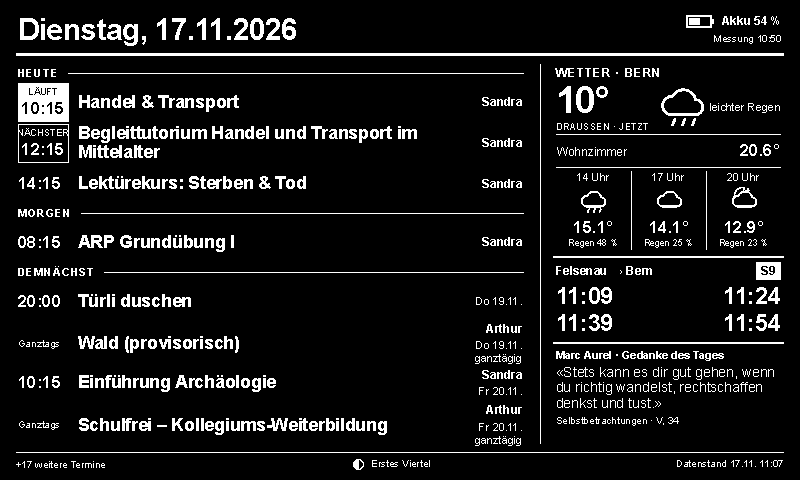 Dienstag, 17.11.2026
Akku 54 %
Messung 10:50
HEUTE
LÄUFT
10:15
Handel & Transport
Sandra
NÄCHSTER
12:15
Begleittutorium Handel und Transport im
Mittelalter
Sandra
14:15
Lektürekurs: Sterben & Tod
Sandra
MORGEN
08:15
ARP Grundübung I
Sandra
DEMNÄCHST
20:00
Türli duschen
Do 19.11.
Ganztags
Wald (provisorisch)
Arthur
Do 19.11.
ganztägig
10:15
Einführung Archäologie
Sandra
Fr 20.11.
Ganztags
Schulfrei – Kollegiums-Weiterbildung
Arthur
Fr 20.11.
ganztägig
WETTER · BERN
10°
leichter Regen
DRAUSSEN · JETZT
Wohnzimmer
20.6°
14 Uhr
17 Uhr
20 Uhr
15.1°
14.1°
12.9°
Regen 48 %
Regen 25 %
Regen 23 %
Felsenau › Bern
S9
11:09
11:24
11:39
11:54
Marc Aurel · Gedanke des Tages
«Stets kann es dir gut gehen, wenn
du richtig wandelst, rechtschaffen
denkst und tust.»
Selbstbetrachtungen · V, 34
+17 weitere Termine
Erstes Viertel
Datenstand 17.11. 11:07